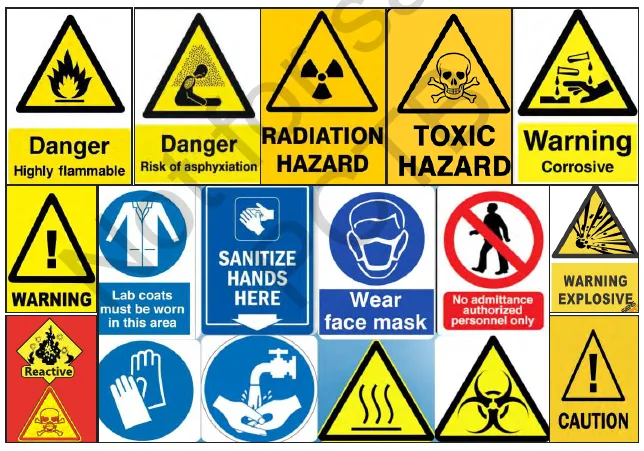 Danger
Highly flammable
Danger
Risk of asphyxiation
RADIATION
HAZARD
TOXIC
HAZARD
Warning
Corrosive
WARNING
Lab coats
must be worn
in this area
SANITIZE
HANDS
HERE
Wear
face mask
No admittance
authorized
personnel only
WARNING
EXPLOSIVE
Reactive
CAUTION